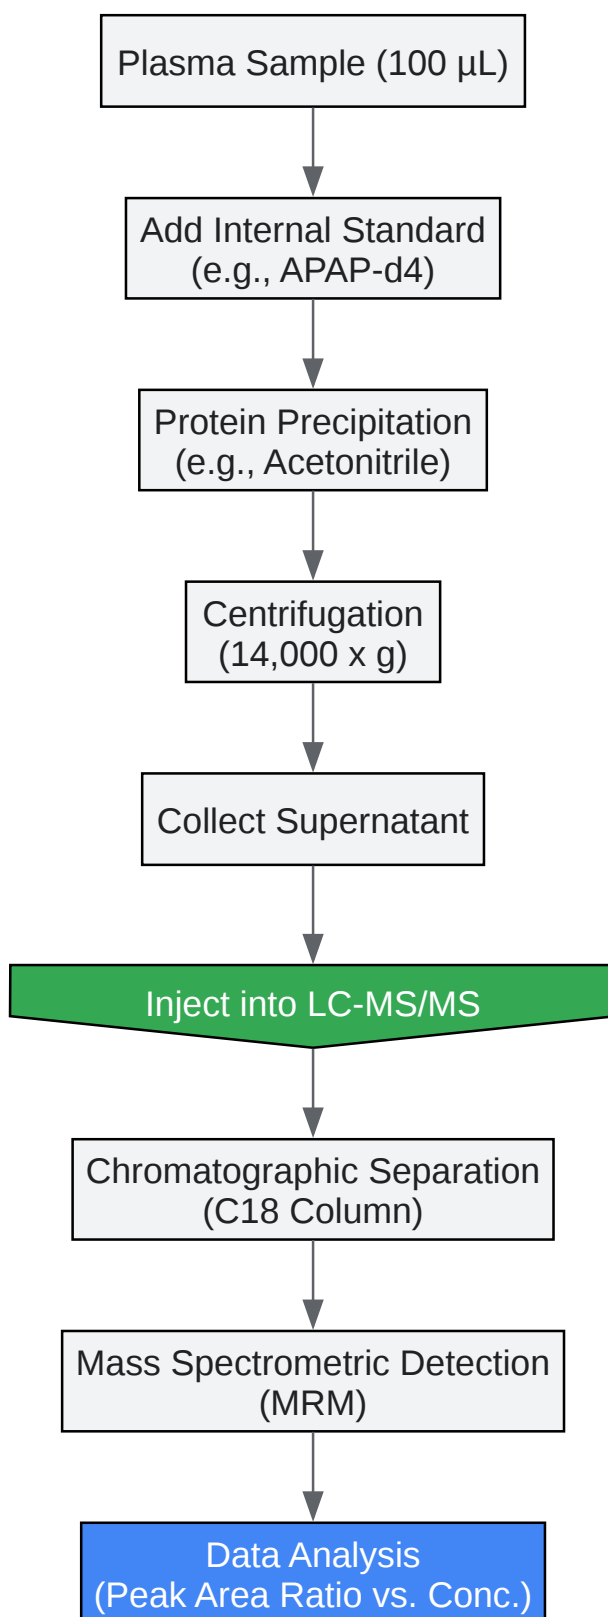 Plasma Sample (100 µL)
Add Internal Standard
(e.g., APAP-d4)
Protein Precipitation
(e.g., Acetonitrile)
Centrifugation
(14,000 x g)
Collect Supernatant
Inject into LC-MS/MS
Chromatographic Separation
(C18 Column)
Mass Spectrometric Detection
(MRM)
Data Analysis
(Peak Area Ratio vs. Conc.)